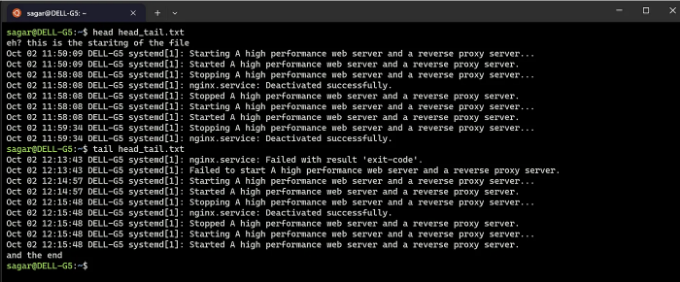 sagar@DELL-G5: ~
sagar@DELL-G5:~$ head head_tail.txt
eh? this is the staritng of the file
Oct 02 11:50:09 DELL-G5 systemd[1]: Starting A high performance web server and a reverse proxy server...
Oct 02 11:50:09 DELL-G5 systemd[1]: Started A high performance web server and a reverse proxy server.
Oct 02 11:58:08 DELL-G5 systemd[1]: Stopping A high performance web server and a reverse proxy server...
Oct 02 11:58:08 DELL-G5 systemd[1]: nginx.service: Deactivated successfully.
Oct 02 11:58:08 DELL-G5 systemd[1]: Stopped A high performance web server and a reverse proxy server.
Oct 02 11:58:08 DELL-G5 systemd[1]: Starting A high performance web server and a reverse proxy server...
Oct 02 11:58:08 DELL-G5 systemd[1]: Started A high performance web server and a reverse proxy server.
Oct 02 11:59:34 DELL-G5 systemd[1]: Stopping A high performance web server and a reverse proxy server...
Oct 02 11:59:34 DELL-G5 systemd[1]: nginx.service: Deactivated successfully.
sagar@DELL-G5:~$ tail head_tail.txt
Oct 02 12:13:43 DELL-G5 systemd[1]: nginx.service: Failed with result 'exit-code'.
Oct 02 12:13:43 DELL-G5 systemd[1]: Failed to start A high performance web server and a reverse proxy server.
Oct 02 12:14:57 DELL-G5 systemd[1]: Starting A high performance web server and a reverse proxy server...
Oct 02 12:14:57 DELL-G5 systemd[1]: Started A high performance web server and a reverse proxy server.
Oct 02 12:15:48 DELL-G5 systemd[1]: Stopping A high performance web server and a reverse proxy server...
Oct 02 12:15:48 DELL-G5 systemd[1]: nginx.service: Deactivated successfully.
Oct 02 12:15:48 DELL-G5 systemd[1]: Stopped A high performance web server and a reverse proxy server.
Oct 02 12:15:48 DELL-G5 systemd[1]: Starting A high performance web server and a reverse proxy server...
Oct 02 12:15:48 DELL-G5 systemd[1]: Started A high performance web server and a reverse proxy server.
and the end
sagar@DELL-G5:~$